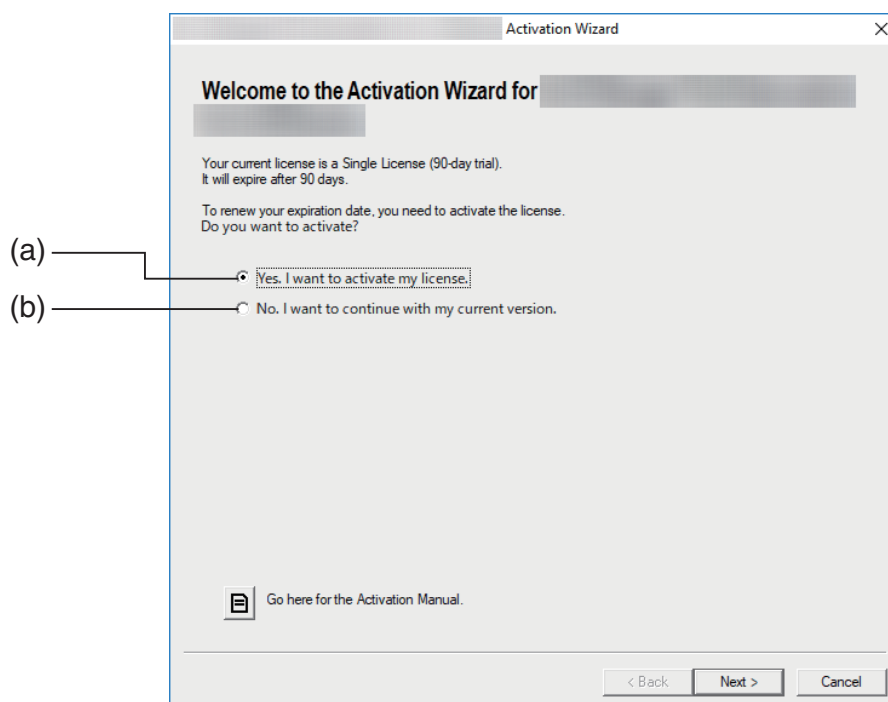 Activation Wizard
Welcome to the Activation Wizard for
Your current license is a Single License (90-day trial).
It will expire after 90 days.
To renew your expiration date, you need to activate the license.
Do you want to activate?
(a)
Yes. I want to activate my license.
(b)
No. I want to continue with my current version.
Go here for the Activation Manual.
< Back
Next >
Cancel